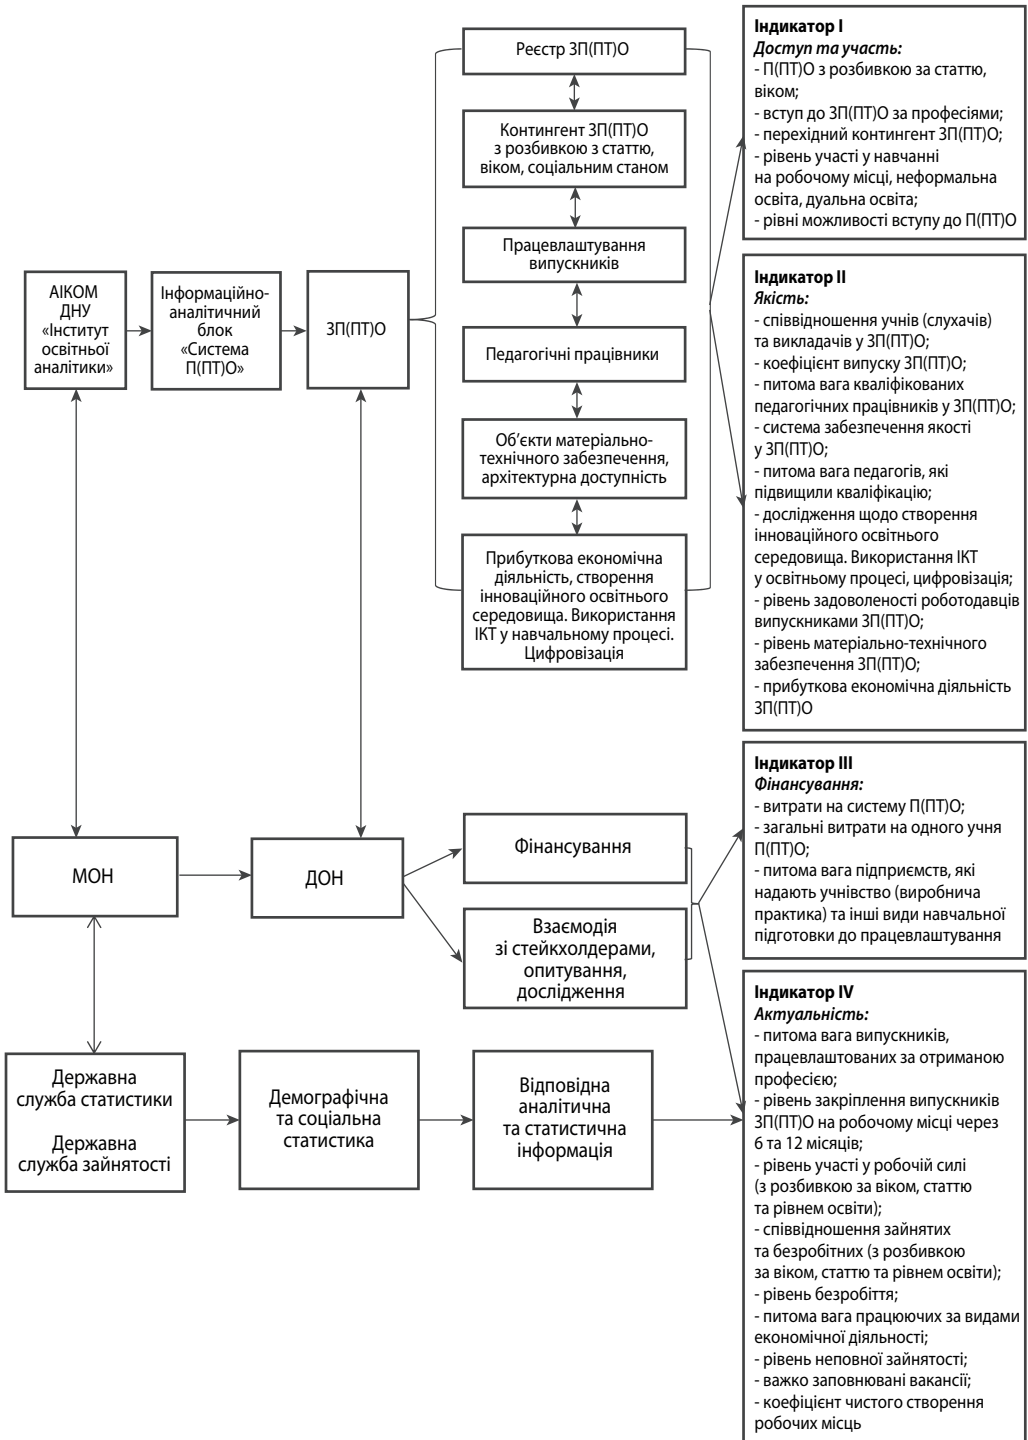 АІКОМ
ДНУ
«Інститут
освітньої
аналітики»
Інформаційно-
аналітичний
блок
«Система
П(ПТ)О»
ЗП(ПТ)О
Реєстр ЗП(ПТ)О
Контингент ЗП(ПТ)О
з розбивкою з статтю,
віком, соціальним станом
Працевлаштування
випускників
Педагогічні працівники
Об’єкти матеріально-
технічного забезпечення,
архітектурна доступність
Прибуткова економічна
діяльність, створення
інноваційного освітнього
середовища. Використання
ІКТ у навчальному процесі.
Цифровізація
Індикатор I
Доступ та участь:
- П(ПТ)О з розбивкою за статтю,
віком;
- вступ до ЗП(ПТ)О за професіями;
- перехідний контингент ЗП(ПТ)О;
- рівень участі у навчанні
на робочому місці, неформальна
освіта, дуальна освіта;
- рівні можливості вступу до П(ПТ)О
Індикатор II
Якість:
- співвідношення учнів (слухачів)
та викладачів у ЗП(ПТ)О;
- коефіцієнт випуску ЗП(ПТ)О;
- питома вага кваліфікованих
педагогічних працівників у ЗП(ПТ)О;
- система забезпечення якості
у ЗП(ПТ)О;
- питома вага педагогів, які
підвищили кваліфікацію;
- дослідження щодо створення
інноваційного освітнього
середовища. Використання ІКТ
у освітньому процесі, цифровізація;
- рівень задоволеності роботодавців
випускниками ЗП(ПТ)О;
- рівень матеріально-технічного
забезпечення ЗП(ПТ)О;
- прибуткова економічна діяльність
ЗП(ПТ)О
МОН
ДОН
Фінансування
Взаємодія
зі стейкхолдерами,
опитування,
дослідження
Індикатор III
Фінансування:
- витрати на систему П(ПТ)О;
- загальні витрати на одного учня
П(ПТ)О;
- питома вага підприємств, які
надають учнівство (виробнича
практика) та інші види навчальної
підготовки до працевлаштування
Державна
служба статистики
Державна
служба зайнятості
Демографічна
та соціальна
статистика
Відповідна
аналітична
та статистична
інформація
Індикатор IV
Актуальність:
- питома вага випускників,
працевлаштованих за отриманою
професією;
- рівень закріплення випускників
ЗП(ПТ)О на робочому місці через
6 та 12 місяців;
- рівень участі у робочій силі
(з розбивкою за віком, статтю
та рівнем освіти);
- співвідношення зайнятих
та безробітних (з розбивкою
за віком, статтю та рівнем освіти);
- рівень безробіття;
- питома вага працюючих за видами
економічної діяльності;
- рівень неповної зайнятості;
- важко заповнювані вакансії;
- коефіцієнт чистого створення
робочих місць